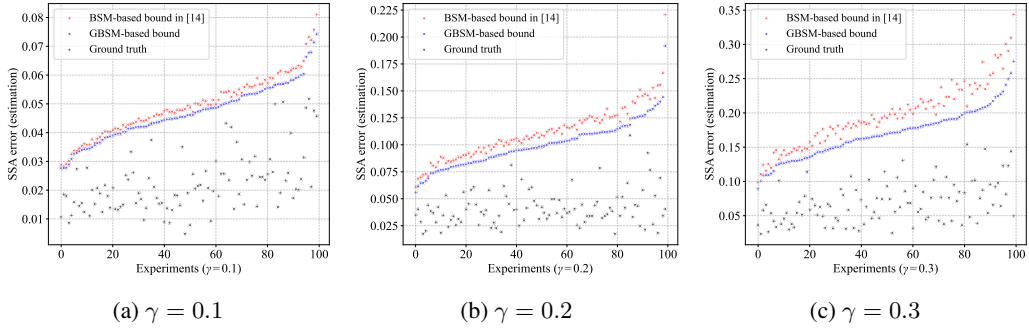 BSM-based bound in [14]
GBSM-based bound
Ground truth
SSA error (estimation)
0.08
0.07
0.06
0.05
0.04
0.03
0.02
0.01
0 20 40 60 80 100
Experiments (γ=0.1)
(a) γ = 0.1
BSM-based bound in [14]
GBSM-based bound
Ground truth
SSA error (estimation)
0.225
0.200
0.175
0.150
0.125
0.100
0.075
0.050
0.025
0 20 40 60 80 100
Experiments (γ=0.2)
(b) γ = 0.2
BSM-based bound in [14]
GBSM-based bound
Ground truth
SSA error (estimation)
0.35
0.30
0.25
0.20
0.15
0.10
0.05
0 20 40 60 80 100
Experiments (γ=0.3)
(c) γ = 0.3